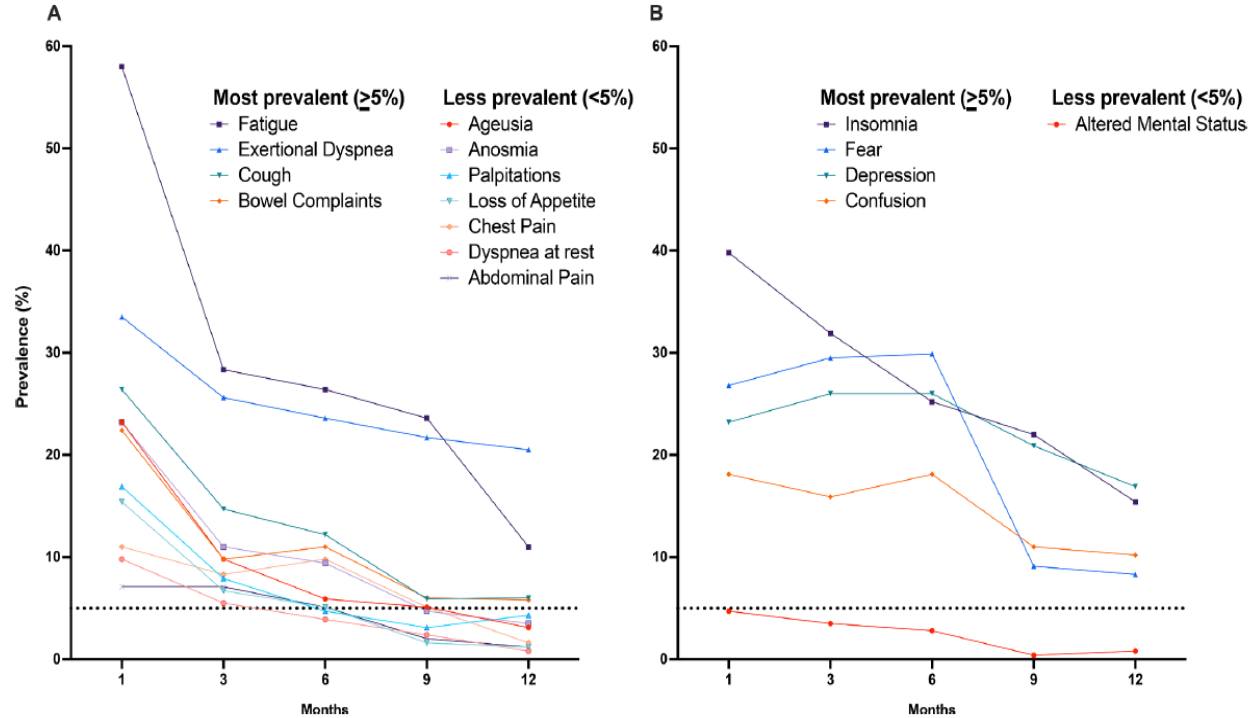 A
Prevalence (%)
60
50
40
30
20
10
0
Most prevalent (≥5%)
Fatigue
Exertional Dyspnea
Cough
Bowel Complaints
Less prevalent (<5%)
Ageusia
Anosmia
Palpitations
Loss of Appetite
Chest Pain
Dyspnea at rest
Abdominal Pain
1 3 6 9 12
Months
B
60
50
40
30
20
10
0
Most prevalent (≥5%)
Insomnia
Fear
Depression
Confusion
Less prevalent (<5%)
Altered Mental Status
1 3 6 9 12
Months